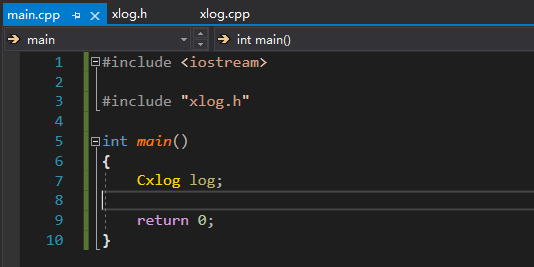 main.cpp xlog.h xlog.cpp
main int main()
1 #include <iostream>
2
3 #include "xlog.h"
4
5 int main()
6 {
7 Cxlog log;
8
9 return 0;
10 }